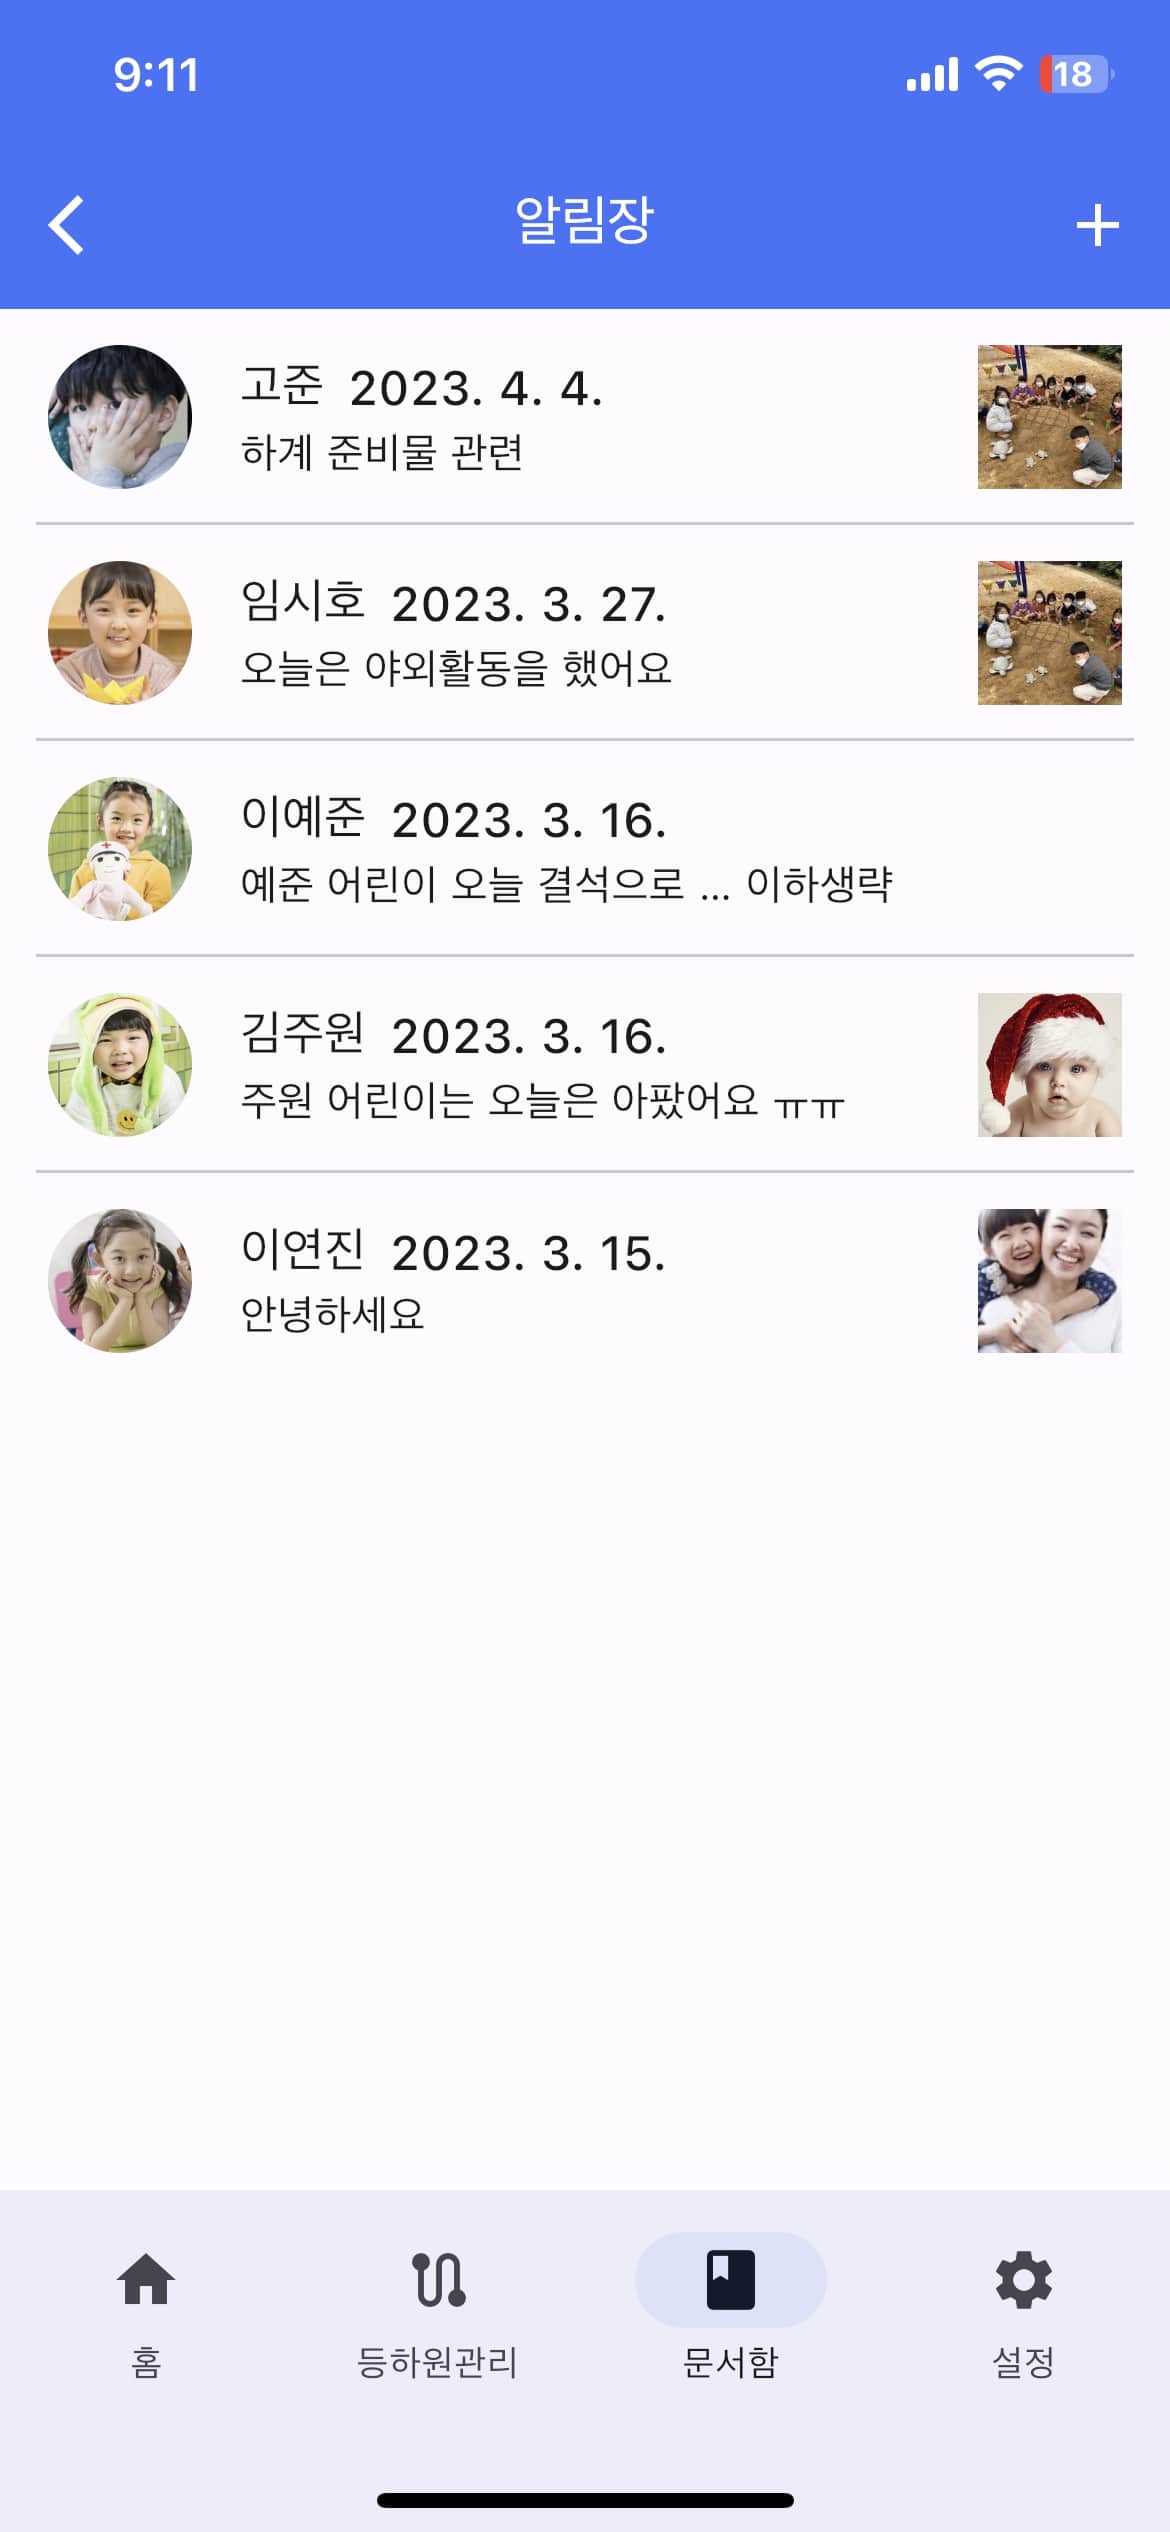 9:11
18
알림장
고준 2023. 4. 4.
하계 준비물 관련
임시호 2023. 3. 27.
오늘은 야외활동을 했어요
이예준 2023. 3. 16.
예준 어린이 오늘 결석으로 ... 이하생략
김주원 2023. 3. 16.
주원 어린이는 오늘은 아팠어요 ㅠㅠ
이연진 2023. 3. 15.
안녕하세요
홈
등하원관리
문서함
설정